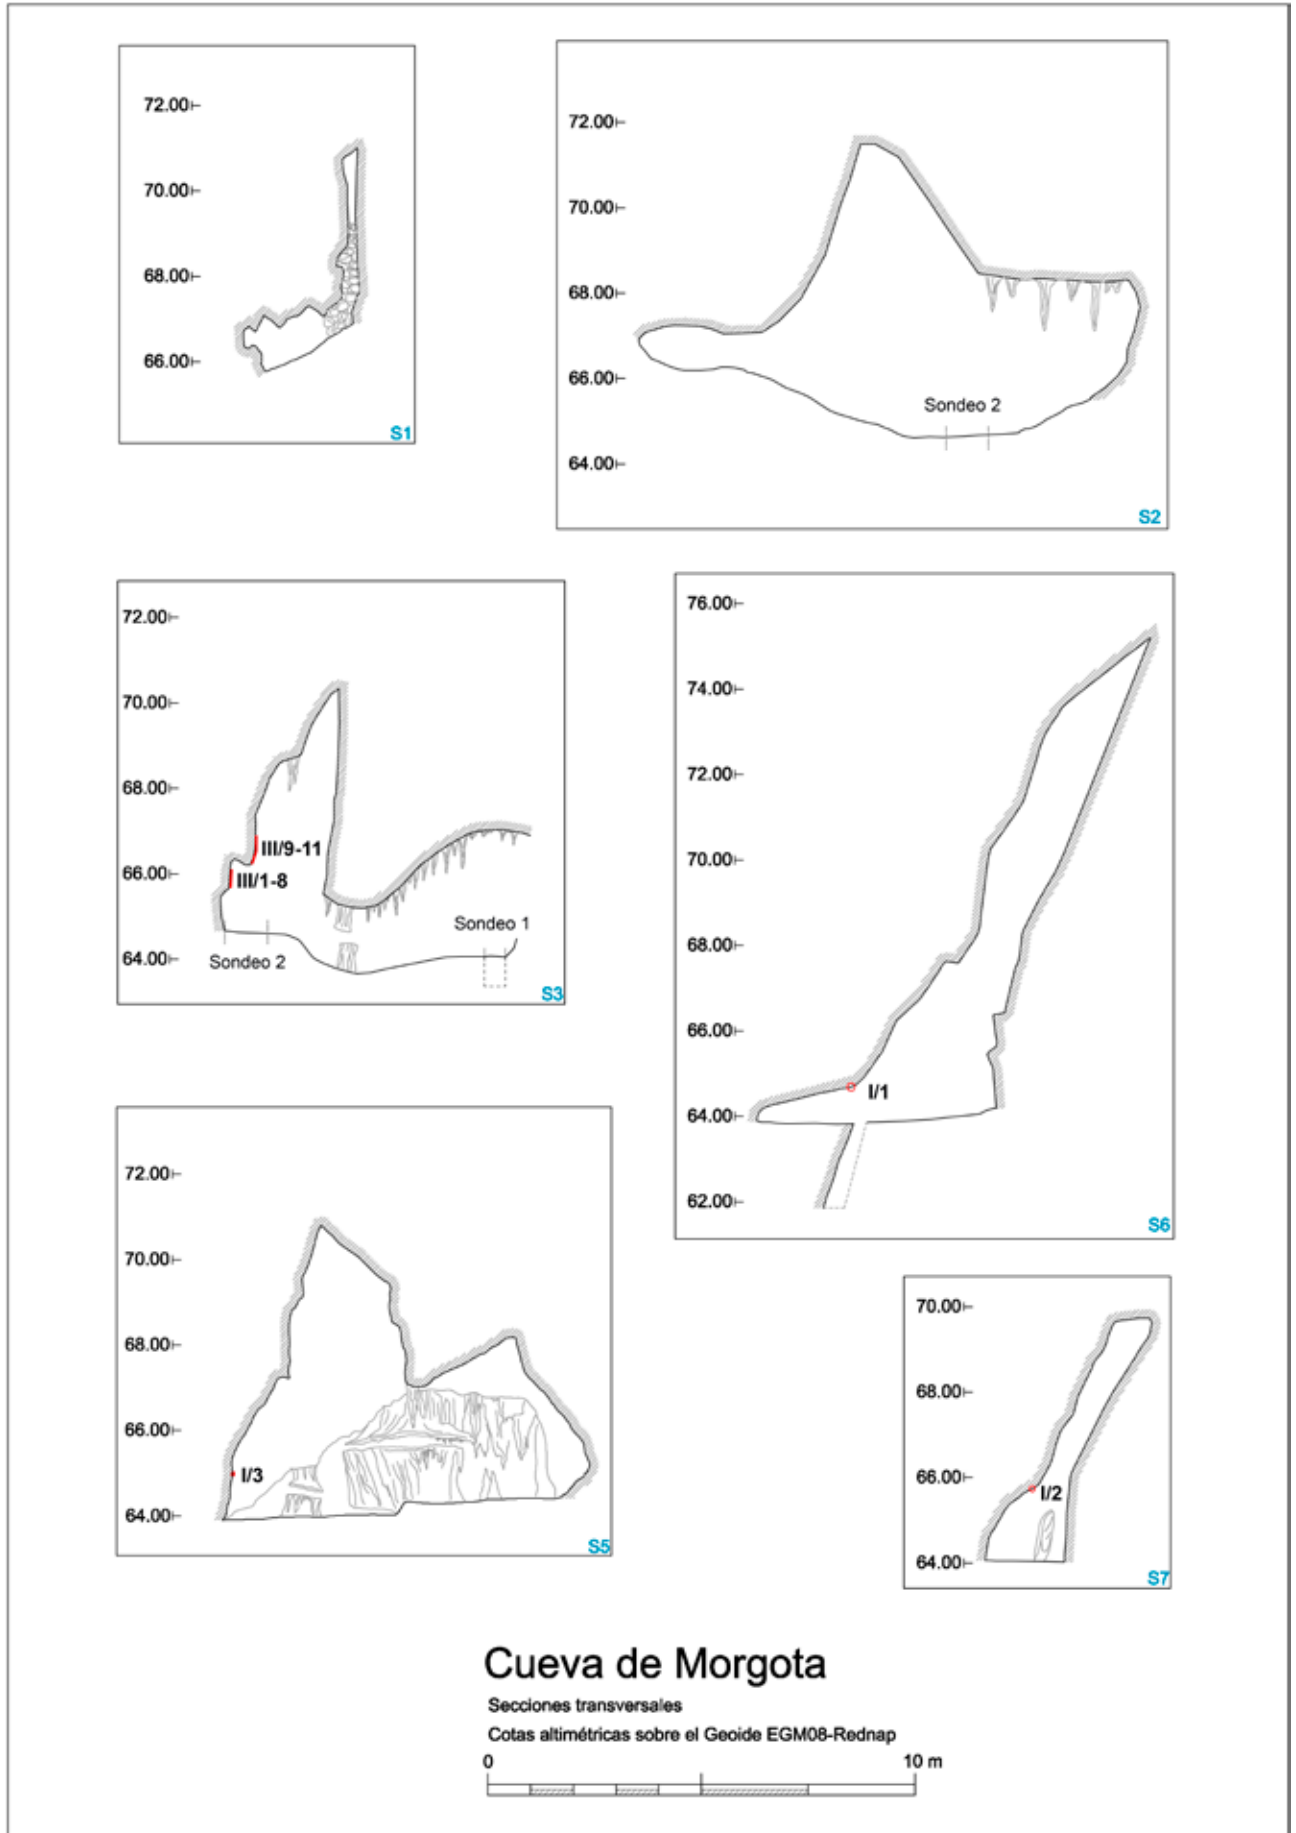 72.00
70.00
68.00
66.00
S1
72.00
70.00
68.00
66.00
64.00
Sondeo 2
S2
72.00
70.00
68.00
66.00
64.00
III/9-11
III/1-8
Sondeo 1
Sondeo 2
S3
76.00
74.00
72.00
70.00
68.00
66.00
64.00
62.00
I/1
S6
72.00
70.00
68.00
66.00
64.00
I/3
S5
70.00
68.00
66.00
64.00
I/2
S7
Cueva de Morgota
Secciones transversales
Cotas altimétricas sobre el Geoide EGM08-Rednap
0 10 m